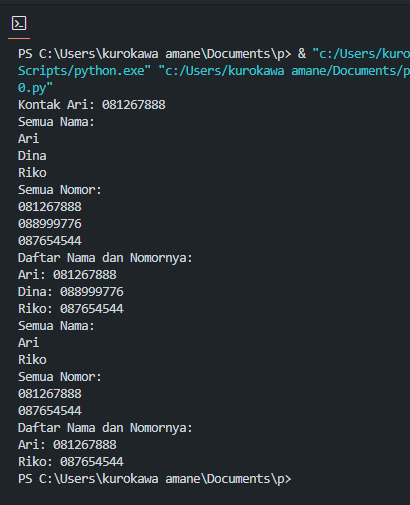 PS C:\Users\kurokawa amane\Documents\p> & "c:/Users/kuro
Scripts/python.exe" "c:/Users/kurokawa amane/Documents/p
0.py"
Kontak Ari: 081267888
Semua Nama:
Ari
Dina
Riko
Semua Nomor:
081267888
088999776
087654544
Daftar Nama dan Nomornya:
Ari: 081267888
Dina: 088999776
Riko: 087654544
Semua Nama:
Ari
Riko
Semua Nomor:
081267888
087654544
Daftar Nama dan Nomornya:
Ari: 081267888
Riko: 087654544
PS C:\Users\kurokawa amane\Documents\p>